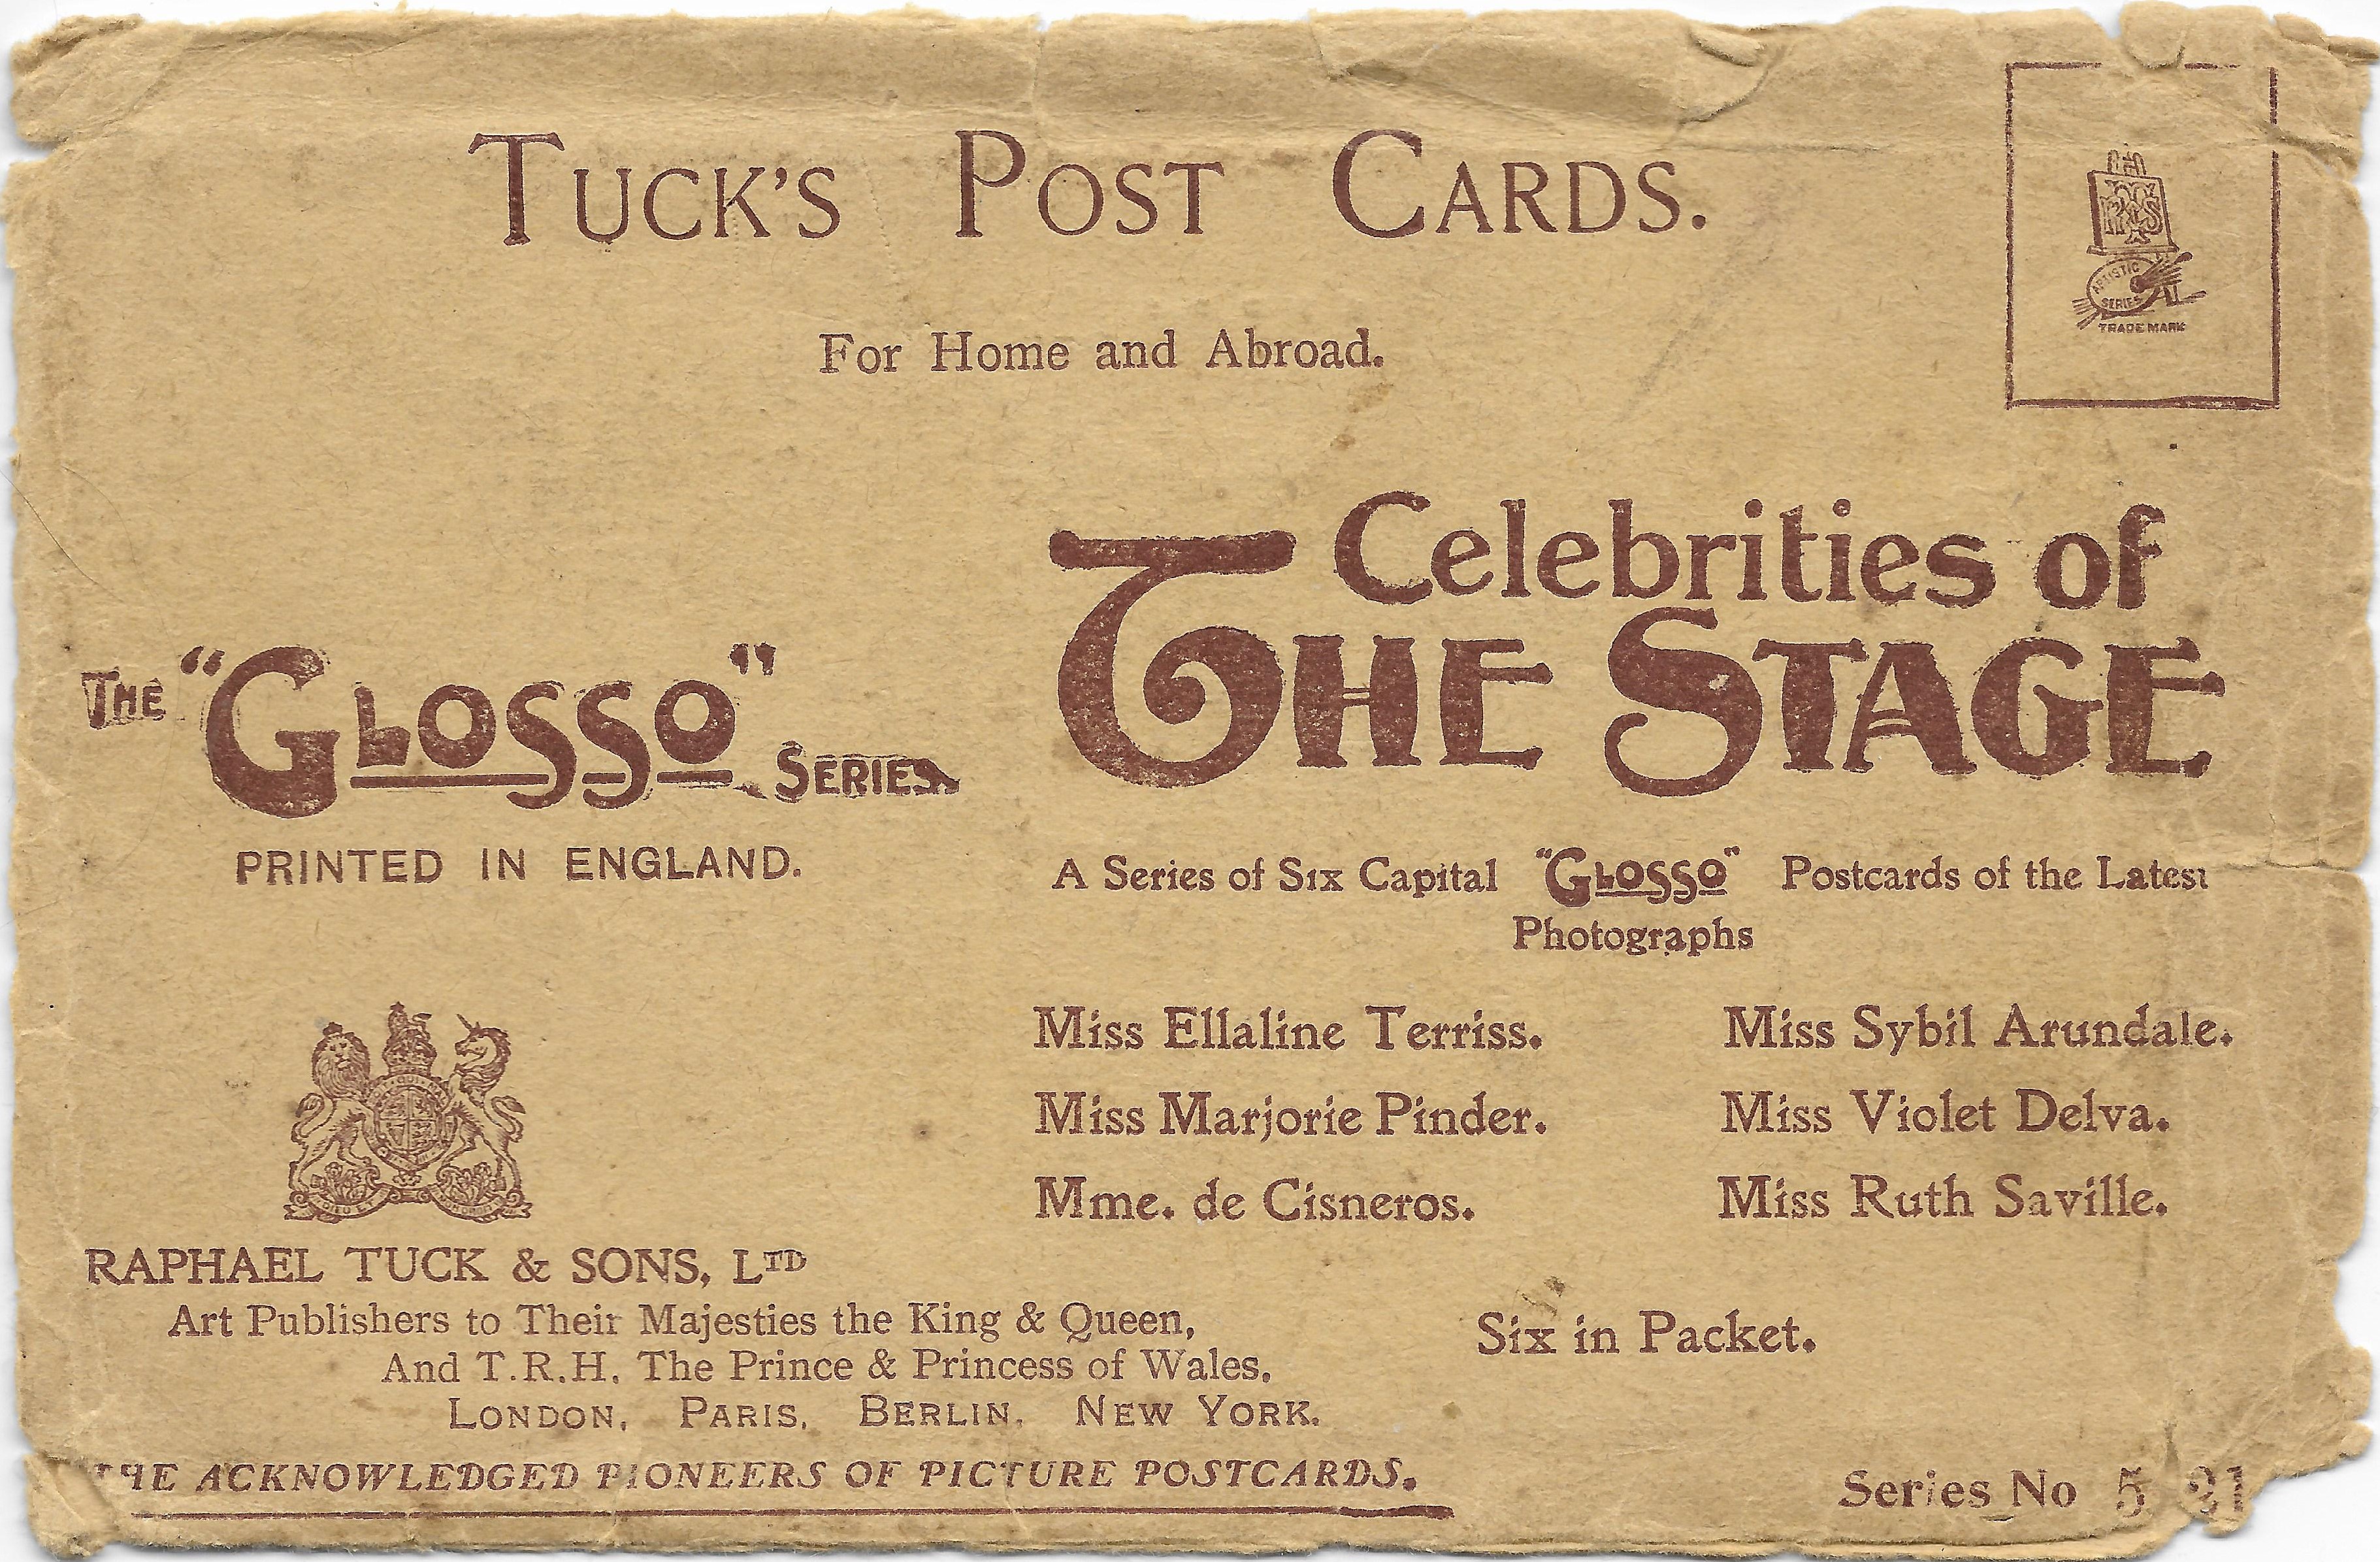 TUCK'S POST CARDS.
For Home and Abroad.
ARTISTIC
SERIES
TRADE MARK
Celebrities of
THE STAGE
THE "GLOSSO" SERIES
PRINTED IN ENGLAND.
A Series of Six Capital "GLOSSO" Postcards of the Latest
Photographs
Miss Ellaline Terriss. Miss Sybil Arundale.
Miss Marjorie Pinder. Miss Violet Delva.
Mme. de Cisneros. Miss Ruth Saville.
RAPHAEL TUCK & SONS, LTD
Art Publishers to Their Majesties the King & Queen,
And T.R.H. The Prince & Princess of Wales.
LONDON, PARIS, BERLIN, NEW YORK.
Six in Packet.
THE ACKNOWLEDGED PIONEERS OF PICTURE POSTCARDS.
Series No